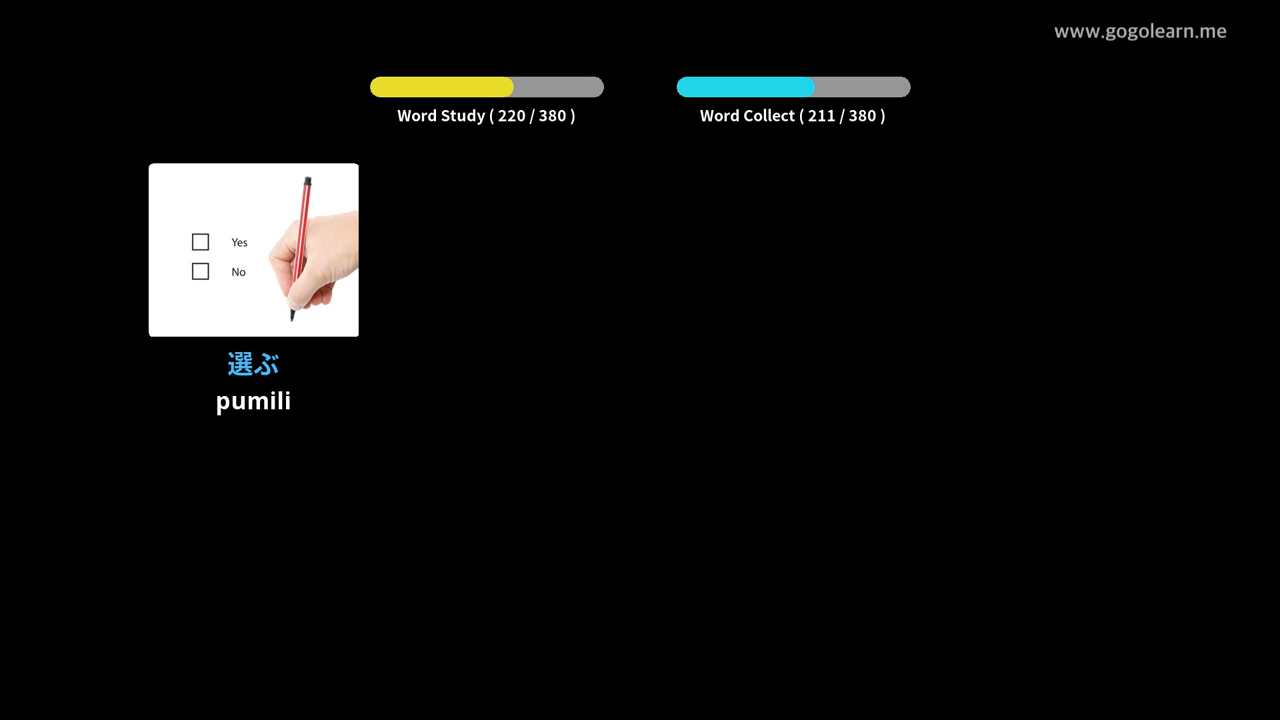 www.gogolearn.me
Word Study ( 220 / 380 )
Word Collect ( 211 / 380 )
Yes
No
選ぶ
pumili